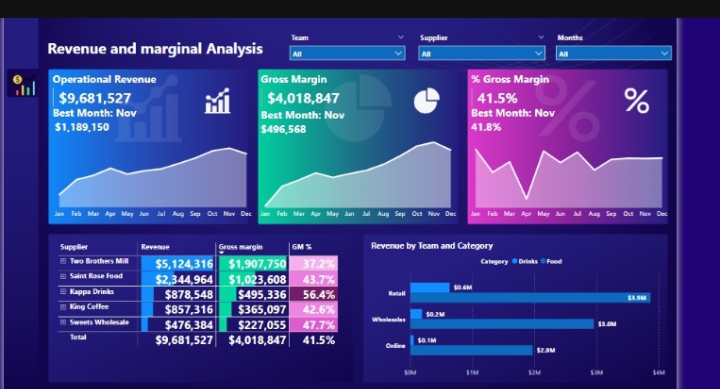 Revenue and marginal Analysis
Team
All
Supplier
All
Months
All
Operational Revenue
$9,681,527
Best Month: Nov
$1,189,150
Jan Feb Mar Apr May Jun Jul Aug Sep Oct Nov Dec
Gross Margin
$4,018,847
Best Month: Nov
$496,568
Jan Feb Mar Apr May Jun Jul Aug Sep Oct Nov Dec
% Gross Margin
41.5%
Best Month: Nov
41.8%
%
Jan Feb Mar Apr May Jun Jul Aug Sep Oct Nov Dec
Supplier Revenue Gross margin GM %
Two Brothers Mill $5,124,316 $1,907,750 37.2%
Saint Rose Food $2,344,964 $1,023,608 43.7%
Kappa Drinks $878,548 $495,336 56.4%
King Coffee $857,316 $365,097 42.6%
Sweets Wholesale $476,384 $227,055 47.7%
Total $9,681,527 $4,018,847 41.5%
Revenue by Team and Category
Category Drinks Food
Retail $0.6M $3.9M
Wholesales $0.2M $3.0M
Online $0.1M $2.0M
$0M $1M $2M $3M $4M